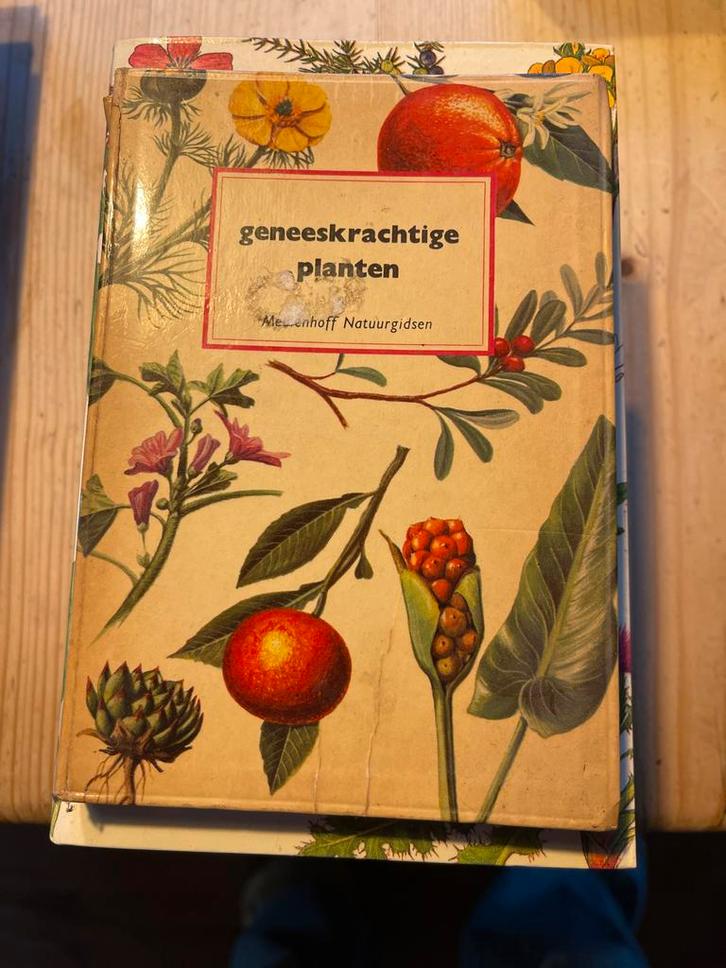 geneeskrachtige
planten
Meulenhoff Natuurgidsen